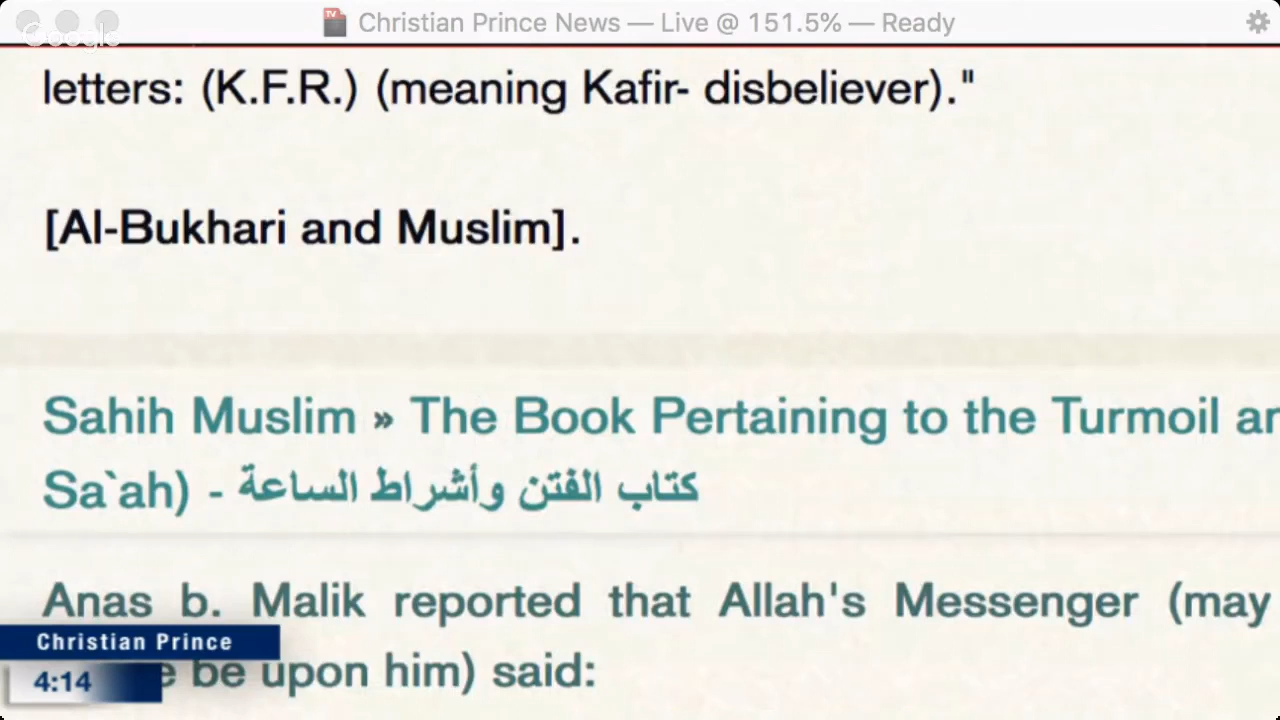 Christian Prince News — Live @ 151.5% — Ready
Google
letters: (K.F.R.) (meaning Kafir- disbeliever)."
[Al-Bukhari and Muslim].
Sahih Muslim » The Book Pertaining to the Turmoil
Sa`ah) - كتاب الفتن وأشراط الساعة
Anas b. Malik reported that Allah's Messenger (may
be upon him) said:
Christian Prince
4:14